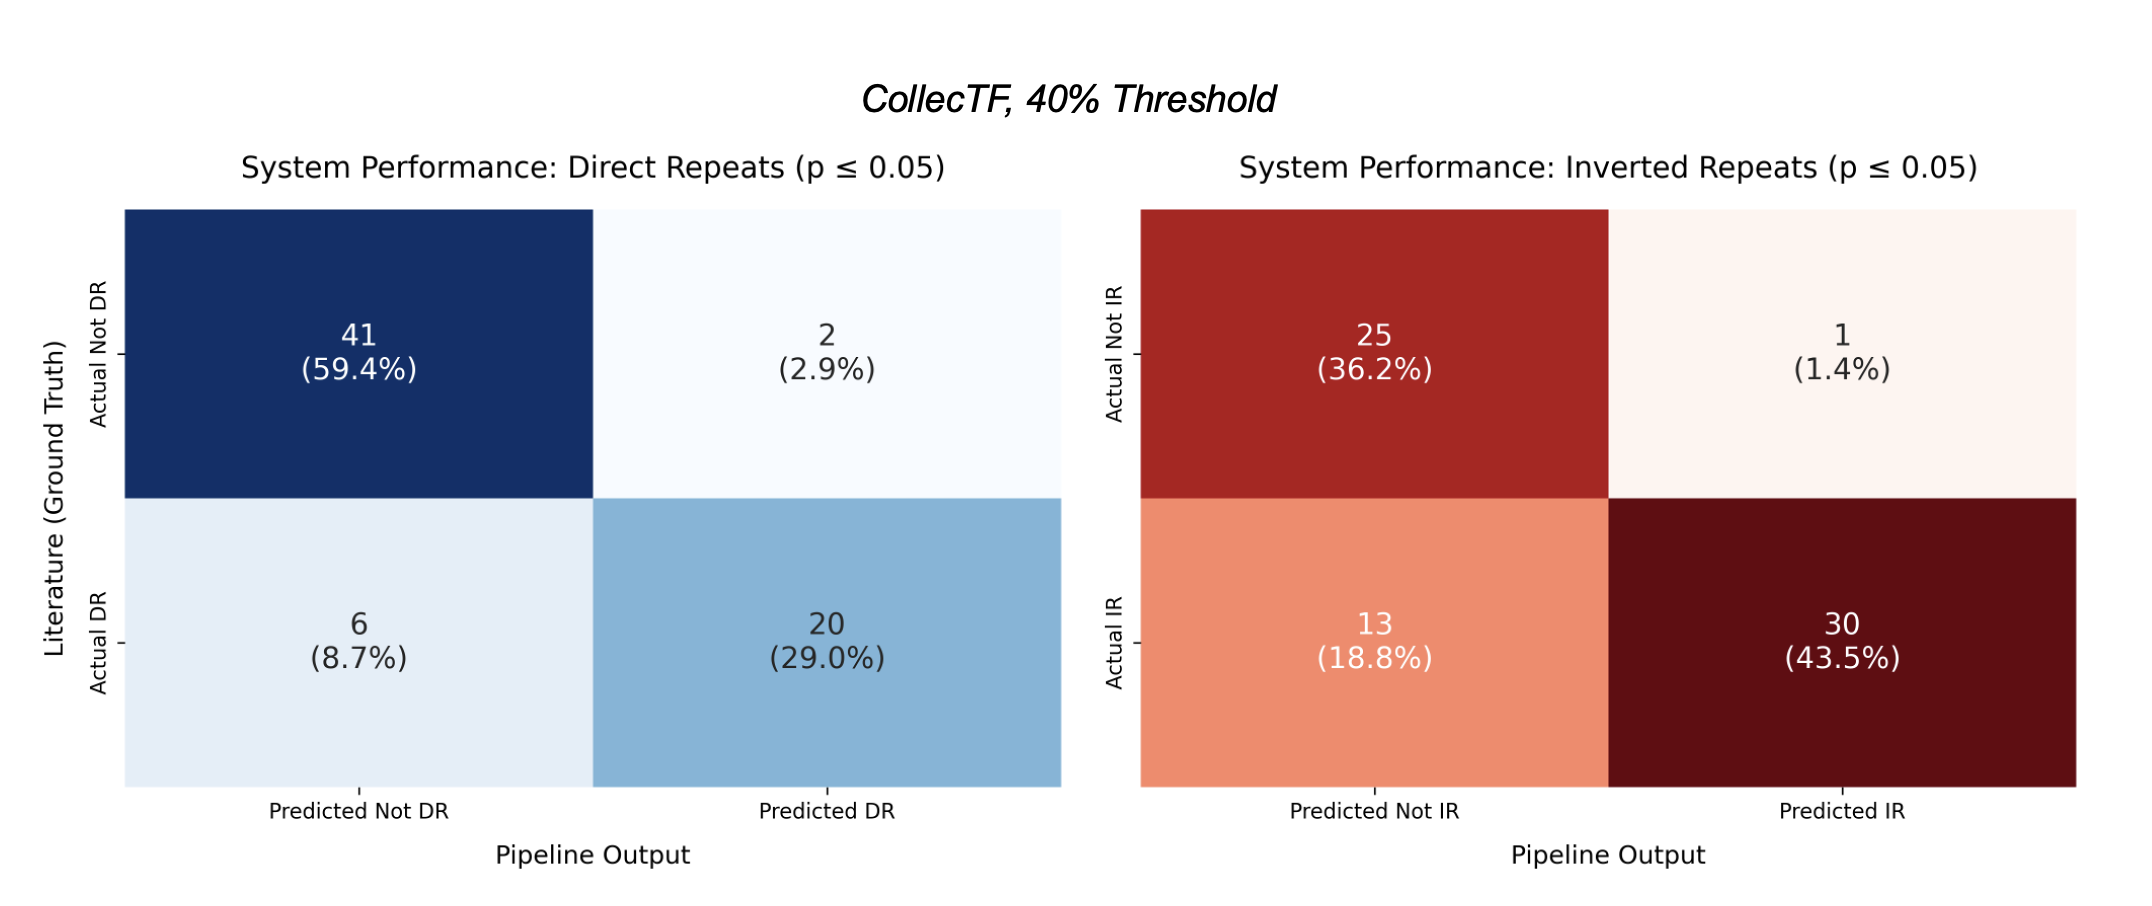 CollecTF, 40% Threshold
System Performance: Direct Repeats (p ≤ 0.05)
Literature (Ground Truth)
Actual Not DR
Actual DR
41
(59.4%)
2
(2.9%)
6
(8.7%)
20
(29.0%)
Predicted Not DR
Predicted DR
Pipeline Output
System Performance: Inverted Repeats (p ≤ 0.05)
Actual Not IR
Actual IR
25
(36.2%)
1
(1.4%)
13
(18.8%)
30
(43.5%)
Predicted Not IR
Predicted IR
Pipeline Output